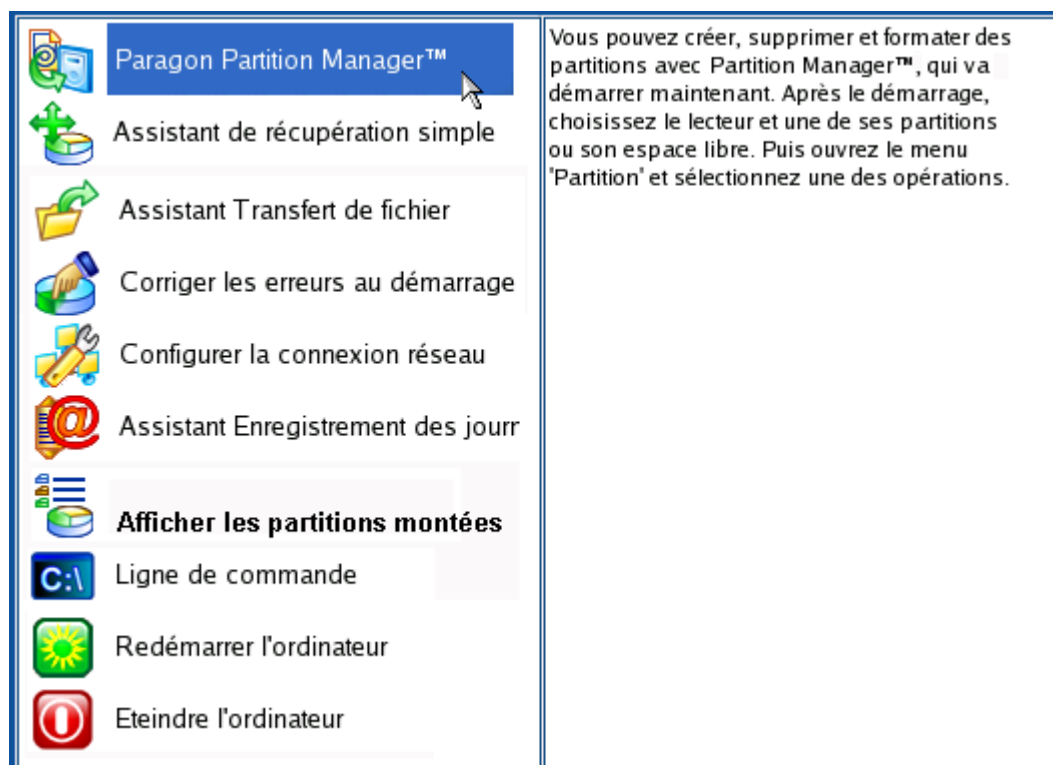 Paragon Partition Manager™
Assistant de récupération simple
Assistant Transfert de fichier
Corriger les erreurs au démarrage
Configurer la connexion réseau
Assistant Enregistrement des jourr
Afficher les partitions montées
C:\
Ligne de commande
Redémarrer l'ordinateur
Eteindre l'ordinateur
Vous pouvez créer, supprimer et formater des
partitions avec Partition Manager™, qui va
démarrer maintenant. Après le démarrage,
choisissez le lecteur et une de ses partitions
ou son espace libre. Puis ouvrez le menu
'Partition' et sélectionnez une des opérations.